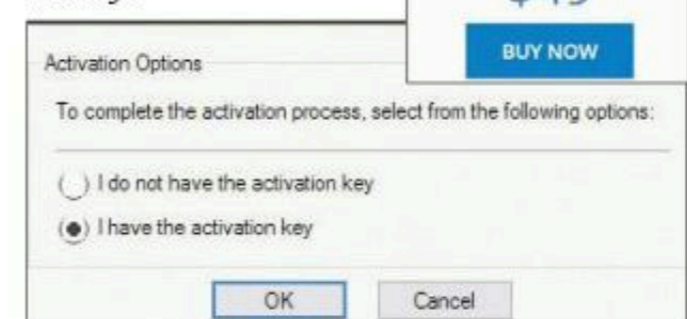 BUY NOW
Activation Options
To complete the activation process, select from the following options:
I do not have the activation key
I have the activation key
OK
Cancel